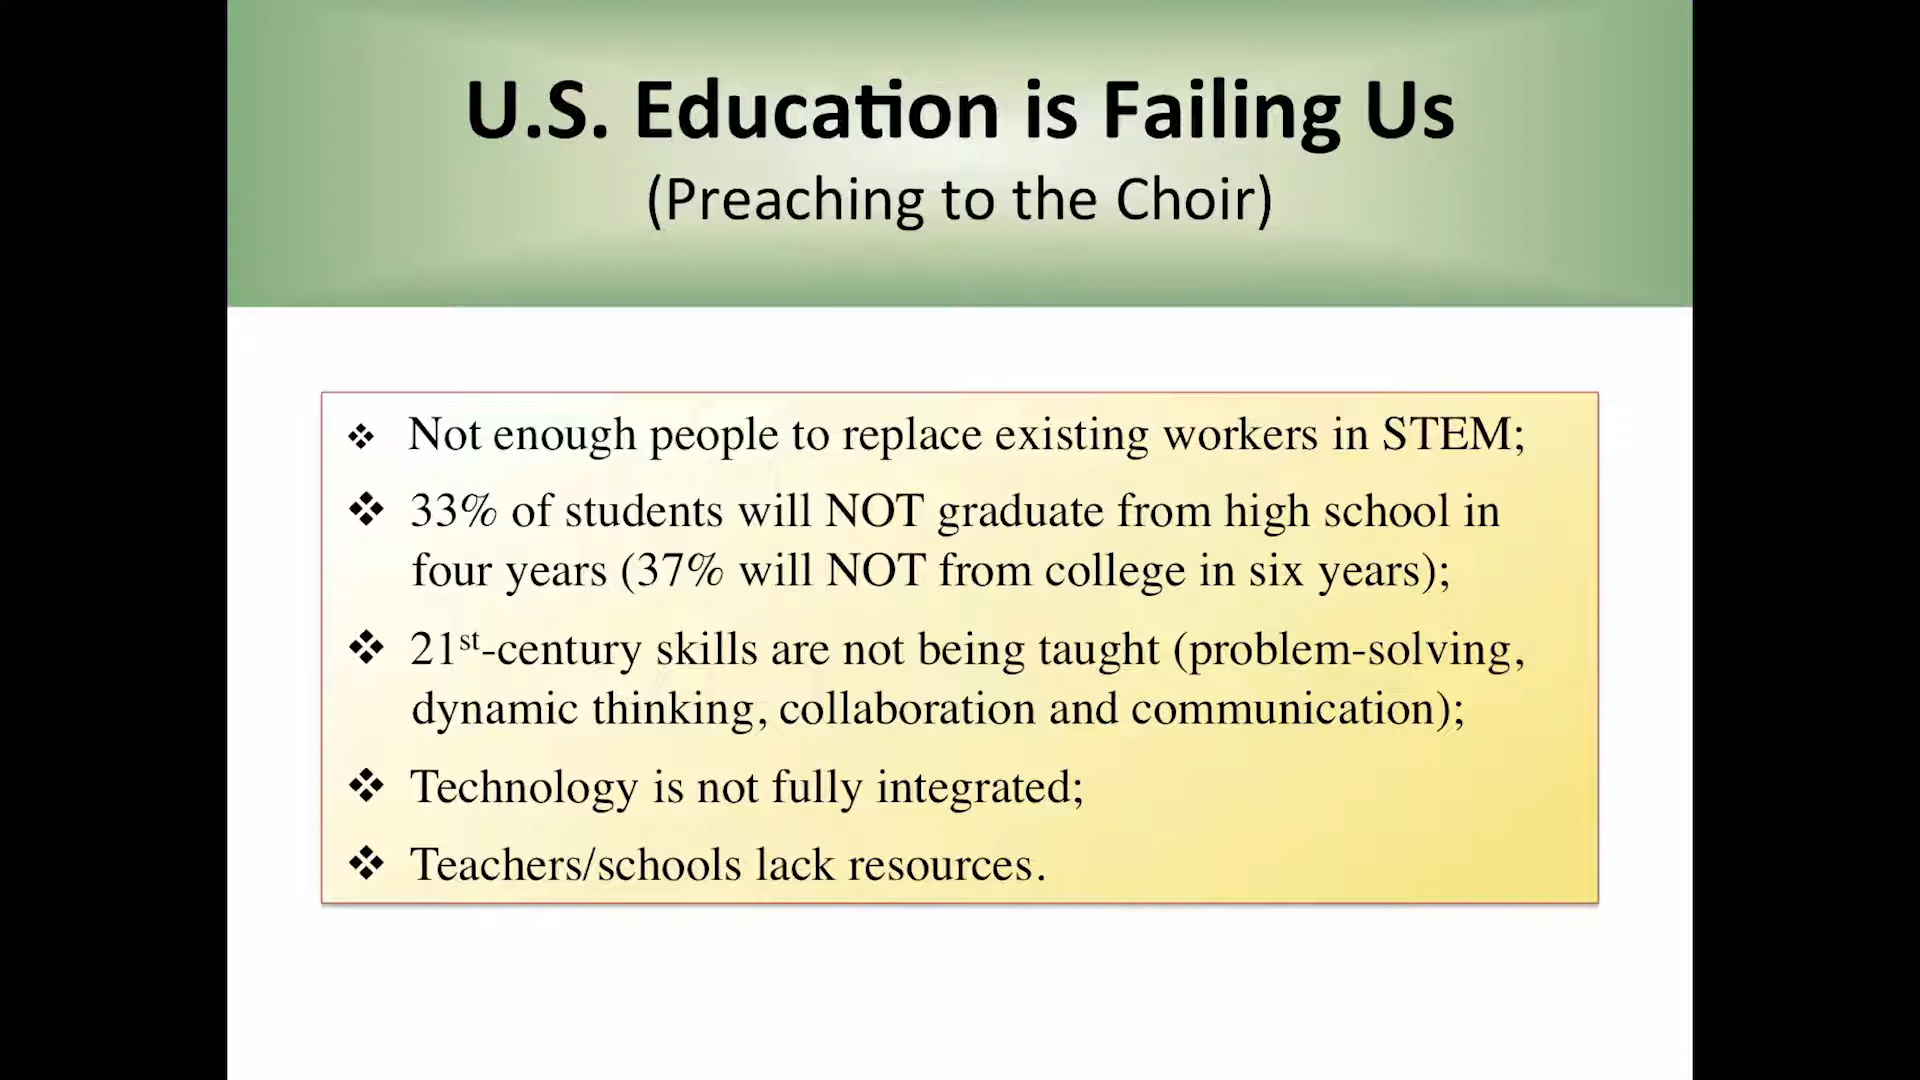 U.S. Education is Failing Us
(Preaching to the Choir)
❖ Not enough people to replace existing workers in STEM;
❖ 33% of students will NOT graduate from high school in
four years (37% will NOT from college in six years);
❖ 21st-century skills are not being taught (problem-solving,
dynamic thinking, collaboration and communication);
❖ Technology is not fully integrated;
❖ Teachers/schools lack resources.